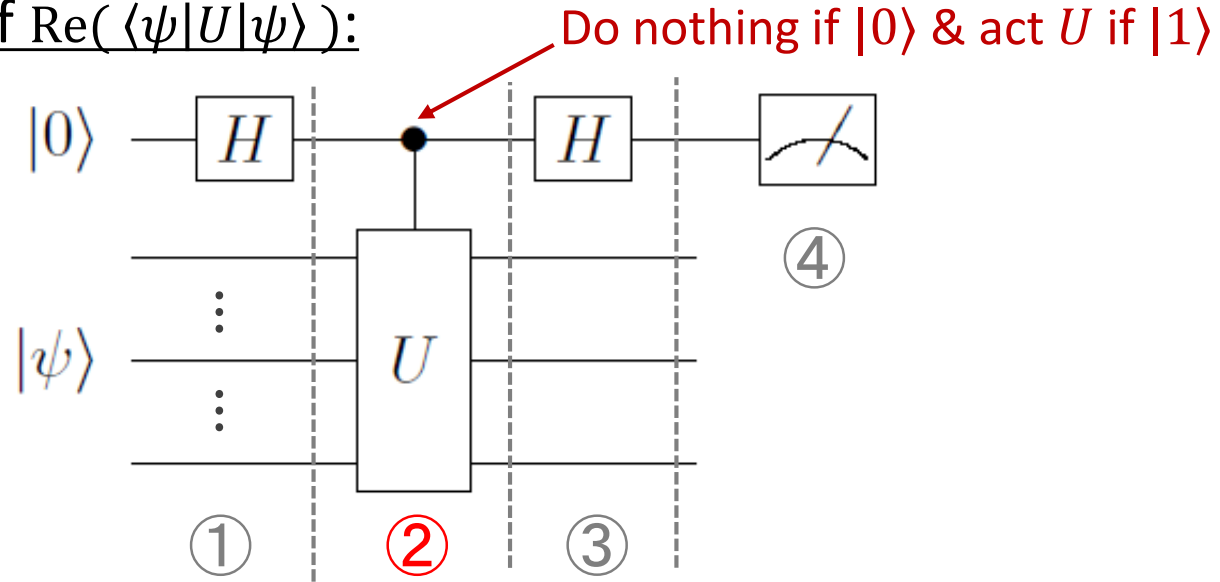 f Re( ⟨ψ|U|ψ⟩ ):
Do nothing if |0⟩ & act U if |1⟩
|0⟩ H H
④
|ψ⟩ U
① ② ③